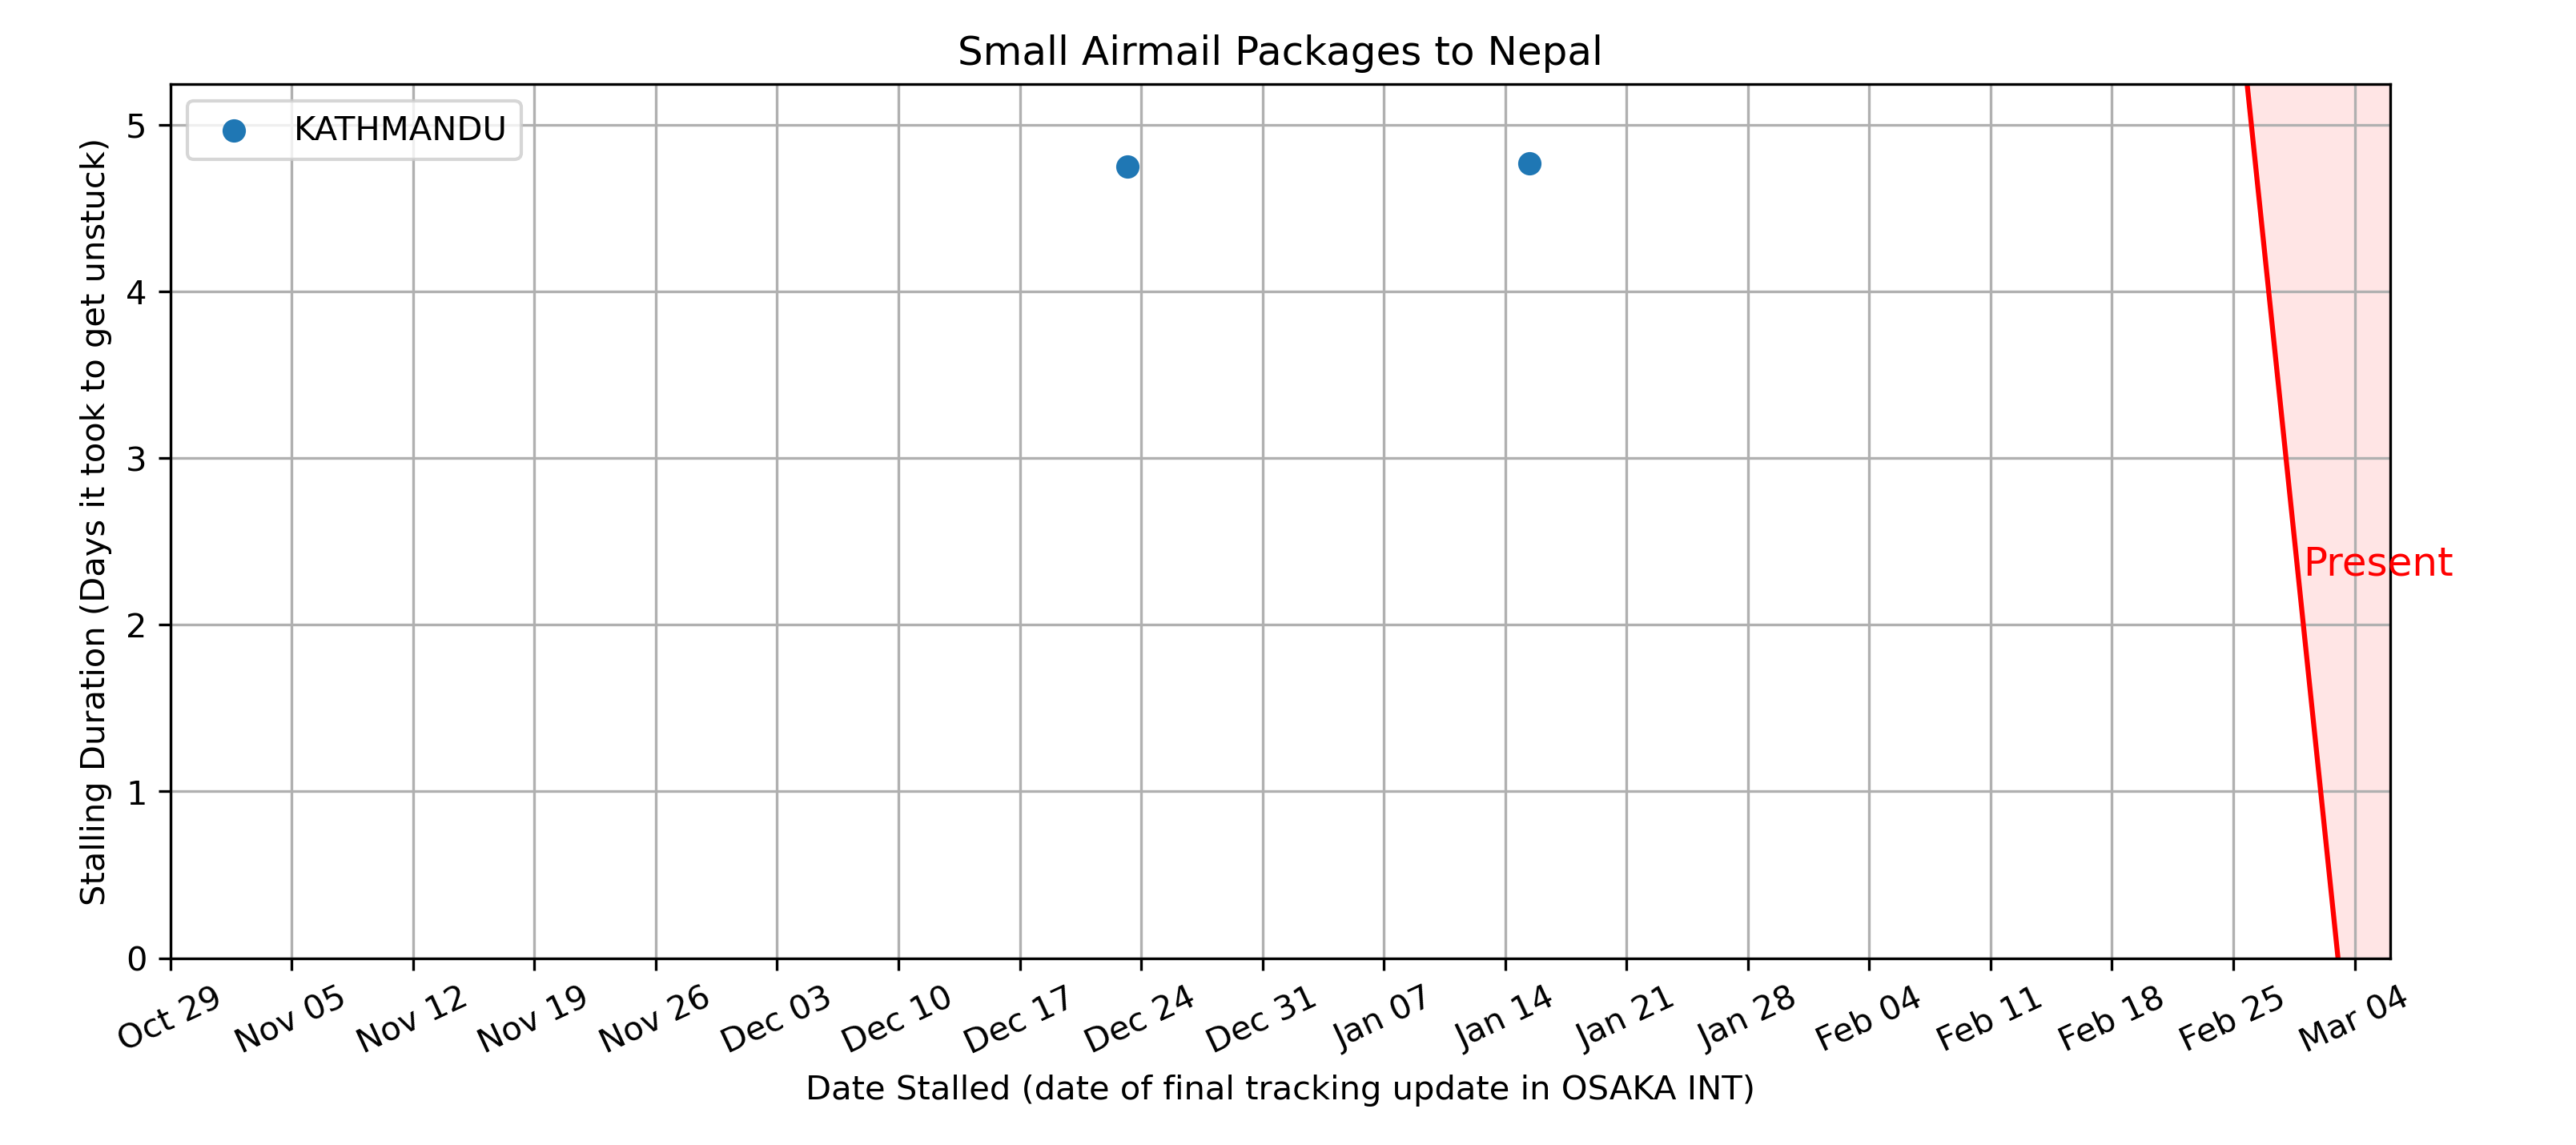 Small Airmail Packages to Nepal
KATHMANDU
Stalling Duration (Days it took to get unstuck)
5
4
3
2
1
0
Present
Oct 29 Nov 05 Nov 12 Nov 19 Nov 26 Dec 03 Dec 10 Dec 17 Dec 24 Dec 31 Jan 07 Jan 14 Jan 21 Jan 28 Feb 04 Feb 11 Feb 18 Feb 25 Mar 04
Date Stalled (date of final tracking update in OSAKA INT)